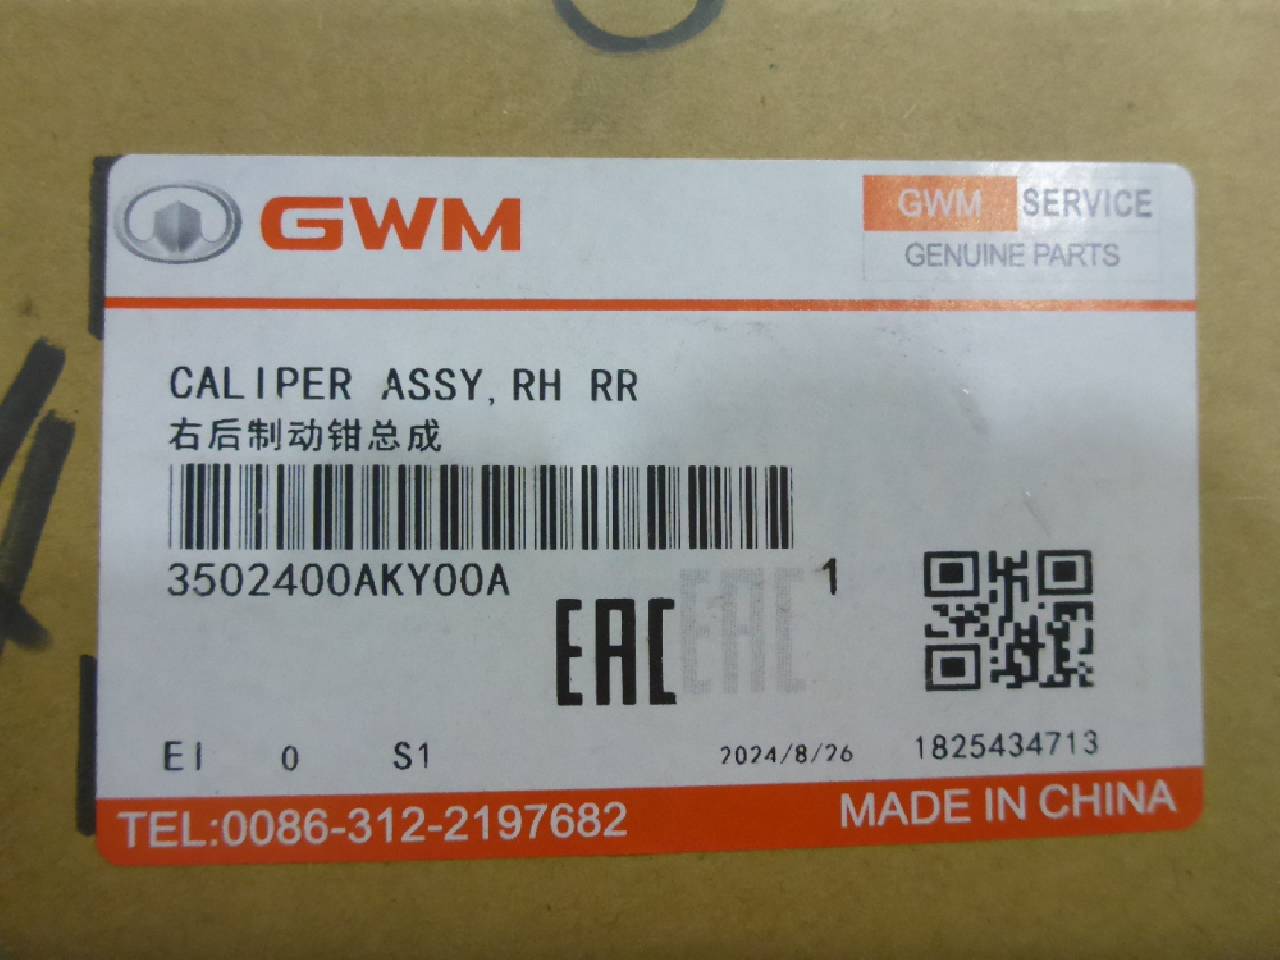 GWM
GWM SERVICE
GENUINE PARTS
CALIPER ASSY,RH RR
右后制动钳总成
3502400AKY00A
1
EAC EAC
EI 0 S1 2024/8/26 1825434713
TEL:0086-312-2197682 MADE IN CHINA